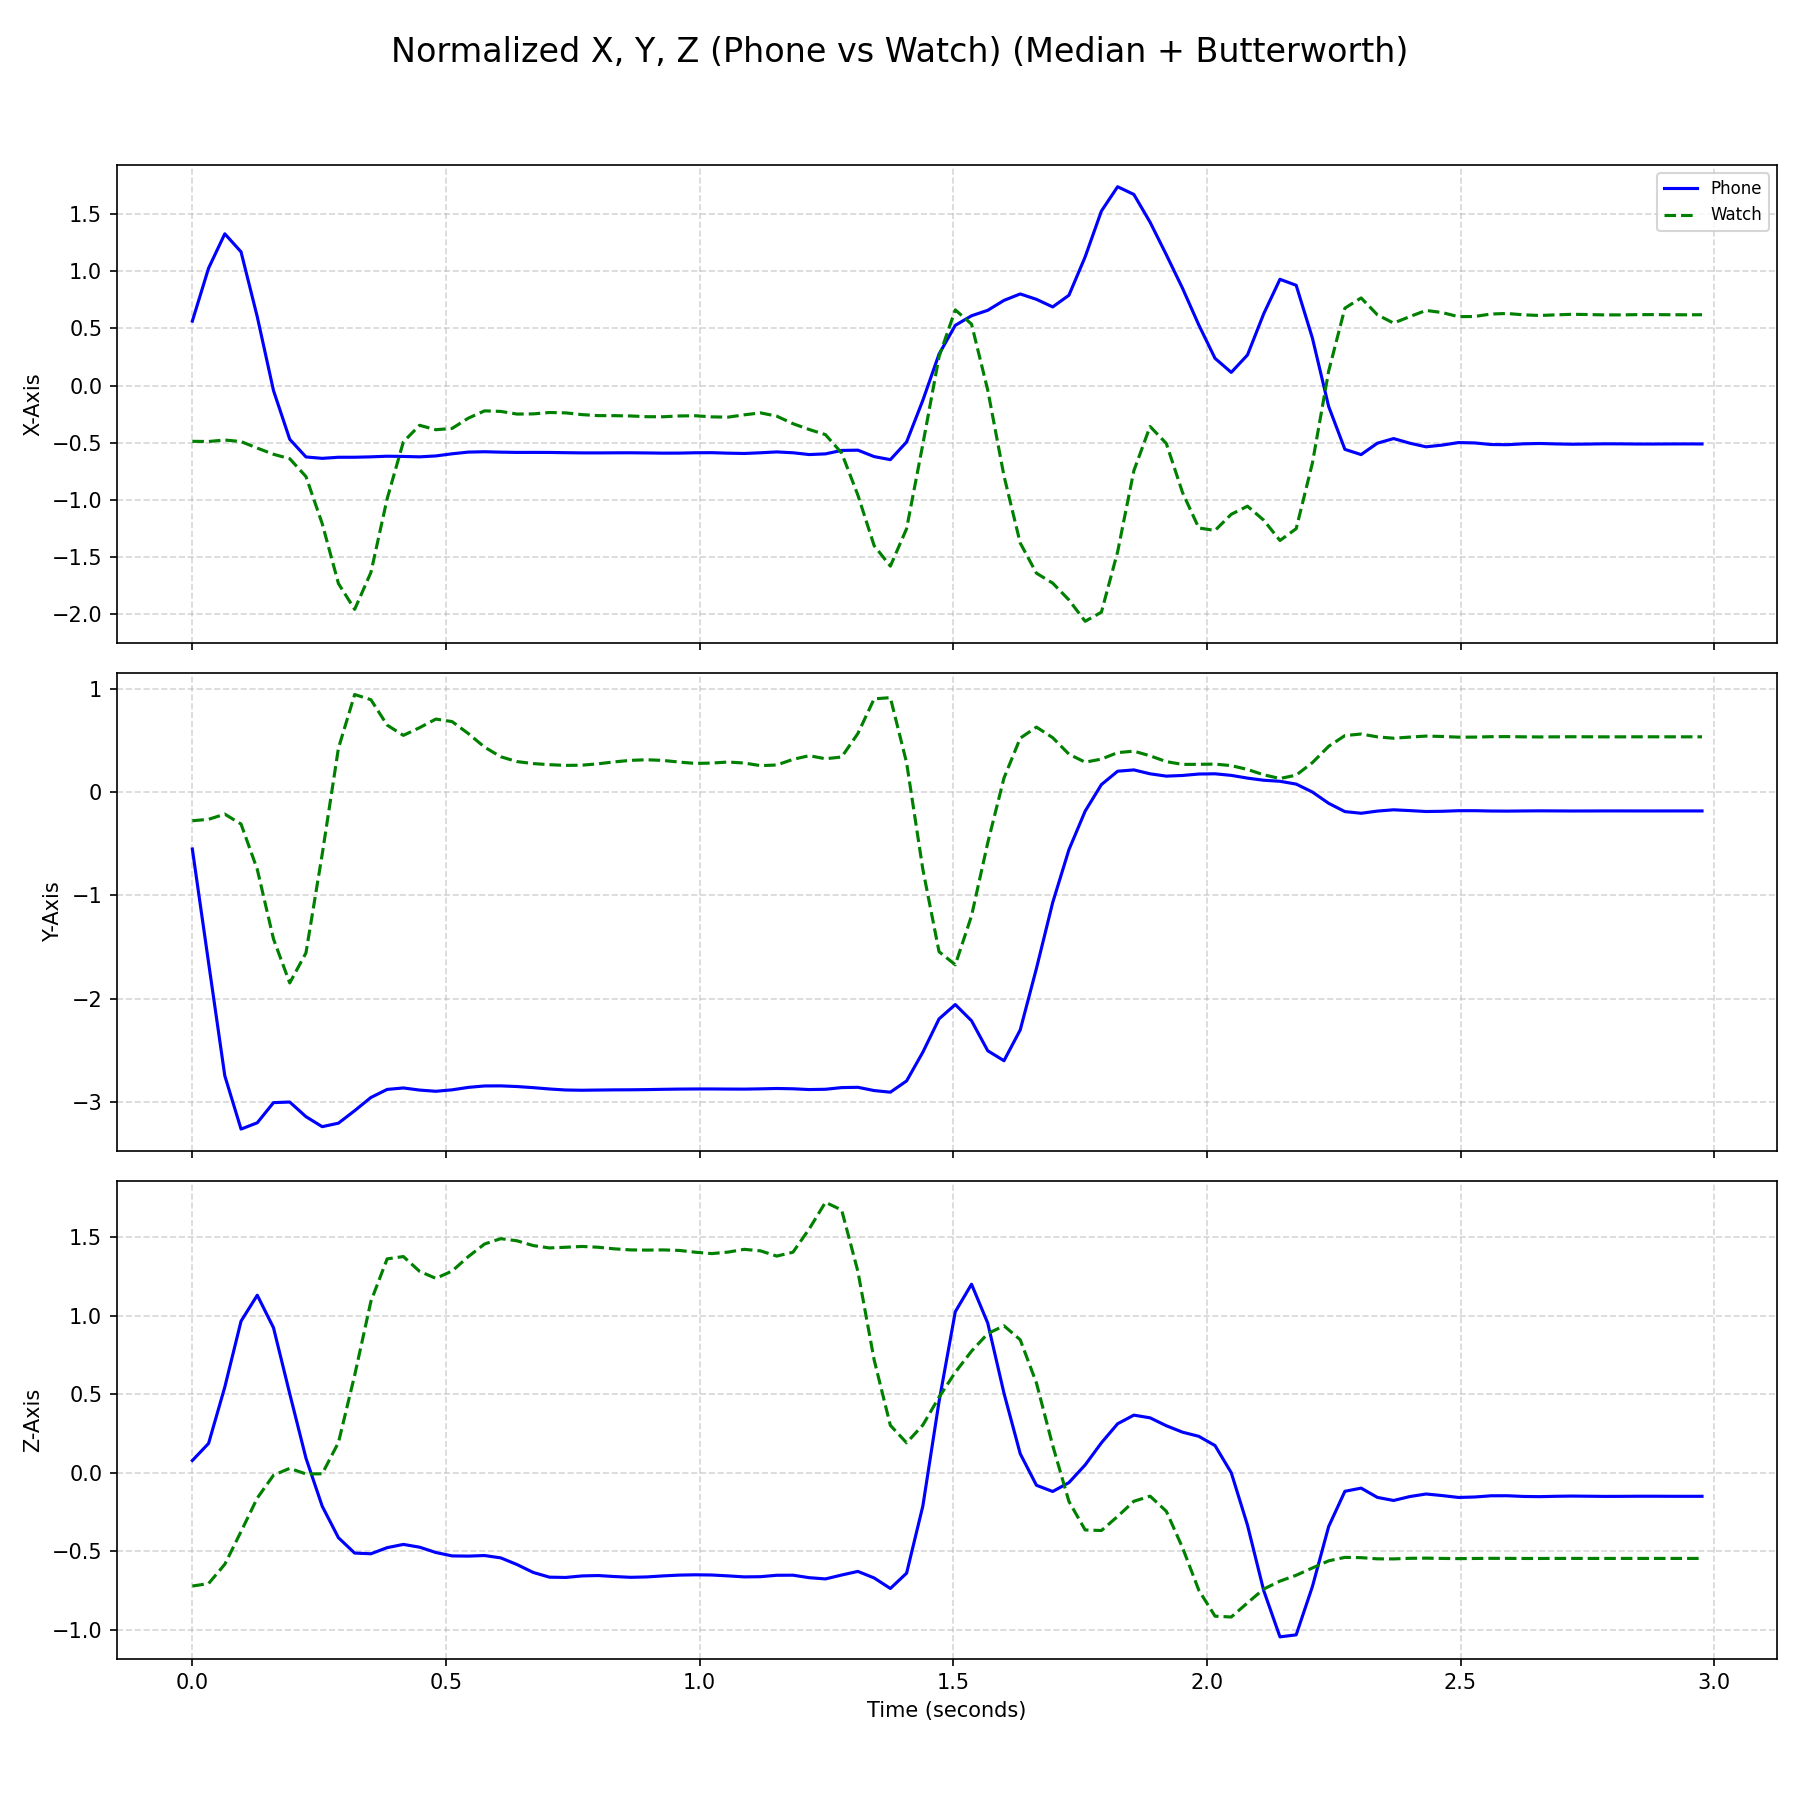 Normalized X, Y, Z (Phone vs Watch) (Median + Butterworth)
Phone
Watch
X-Axis
1.5
1.0
0.5
0.0
−0.5
−1.0
−1.5
−2.0
Y-Axis
1
0
−1
−2
−3
Z-Axis
1.5
1.0
0.5
0.0
−0.5
−1.0
0.0 0.5 1.0 1.5 2.0 2.5 3.0
Time (seconds)